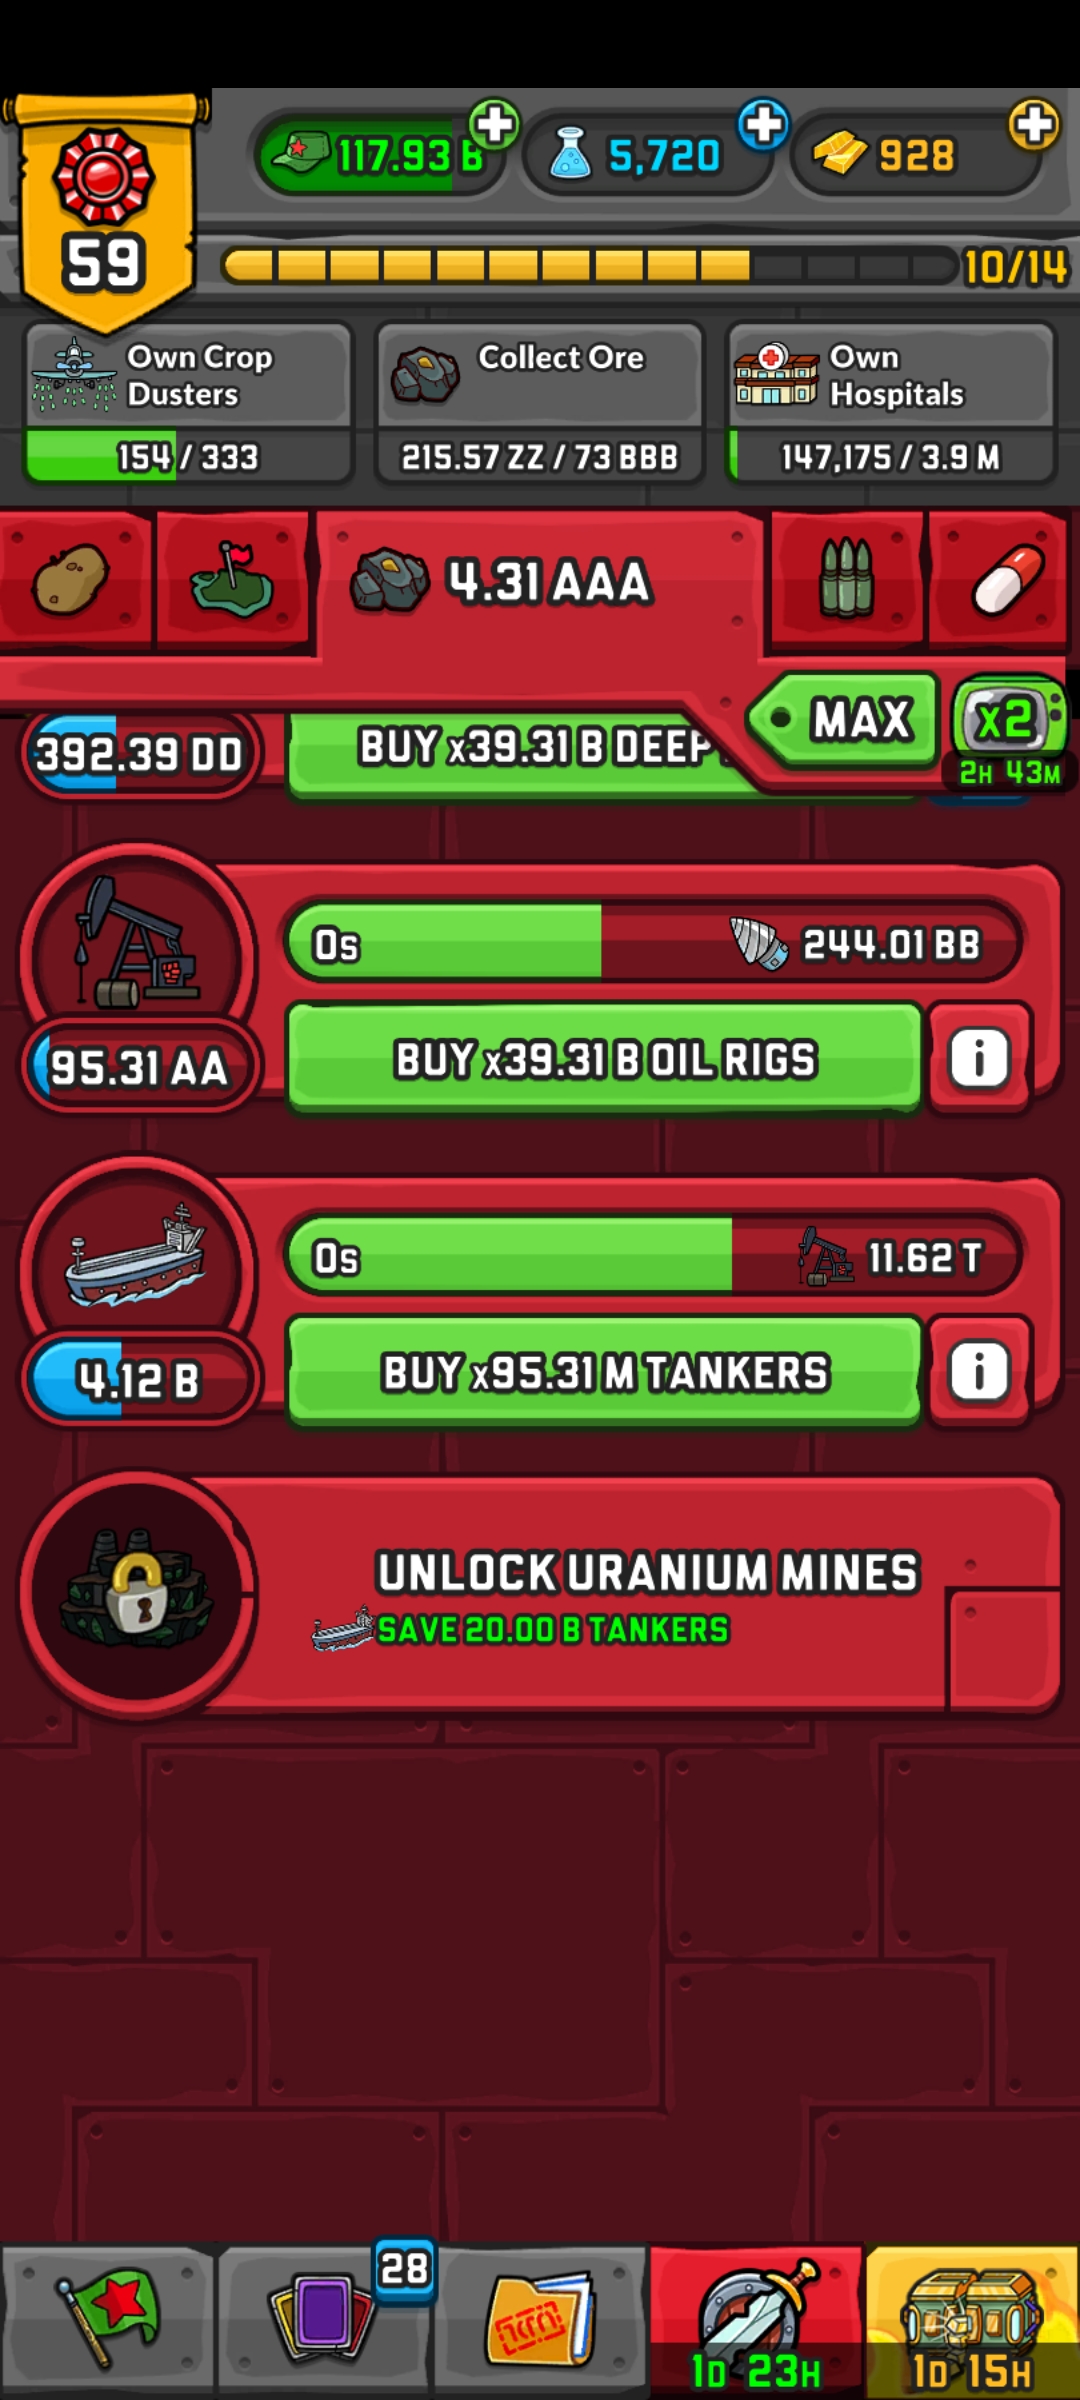 117.93 B
5,720
928
59
10/14
Own Crop
Dusters
154 / 333
Collect Ore
215.57 ZZ / 73 BBB
Own
Hospitals
147,175 / 3.9 M
4.31 AAA
MAX
x2
2H 43M
392.39 DD
BUY x39.31 B DEEP
0s
244.01 BB
95.31 AA
BUY x39.31 B OIL RIGS
i
0s
11.62 T
4.12 B
BUY x95.31 M TANKERS
i
UNLOCK URANIUM MINES
SAVE 20.00 B TANKERS
28
1D 23H
1D 15H